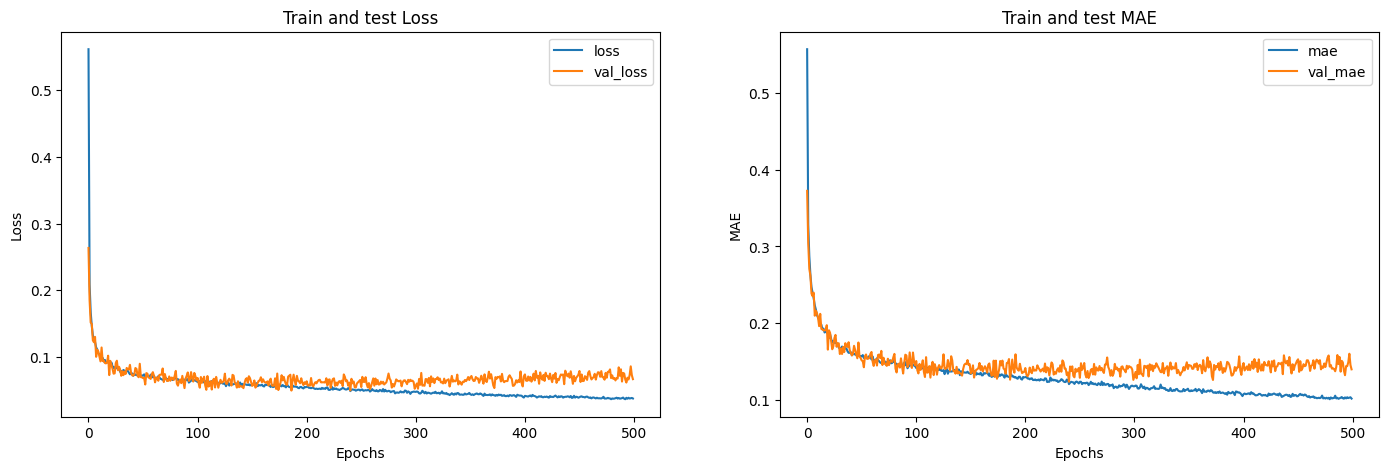 Train and test Loss
loss
val_loss
Loss
0.5
0.4
0.3
0.2
0.1
0
100
200
300
400
500
Epochs
Train and test MAE
mae
val_mae
MAE
0.5
0.4
0.3
0.2
0.1
0
100
200
300
400
500
Epochs